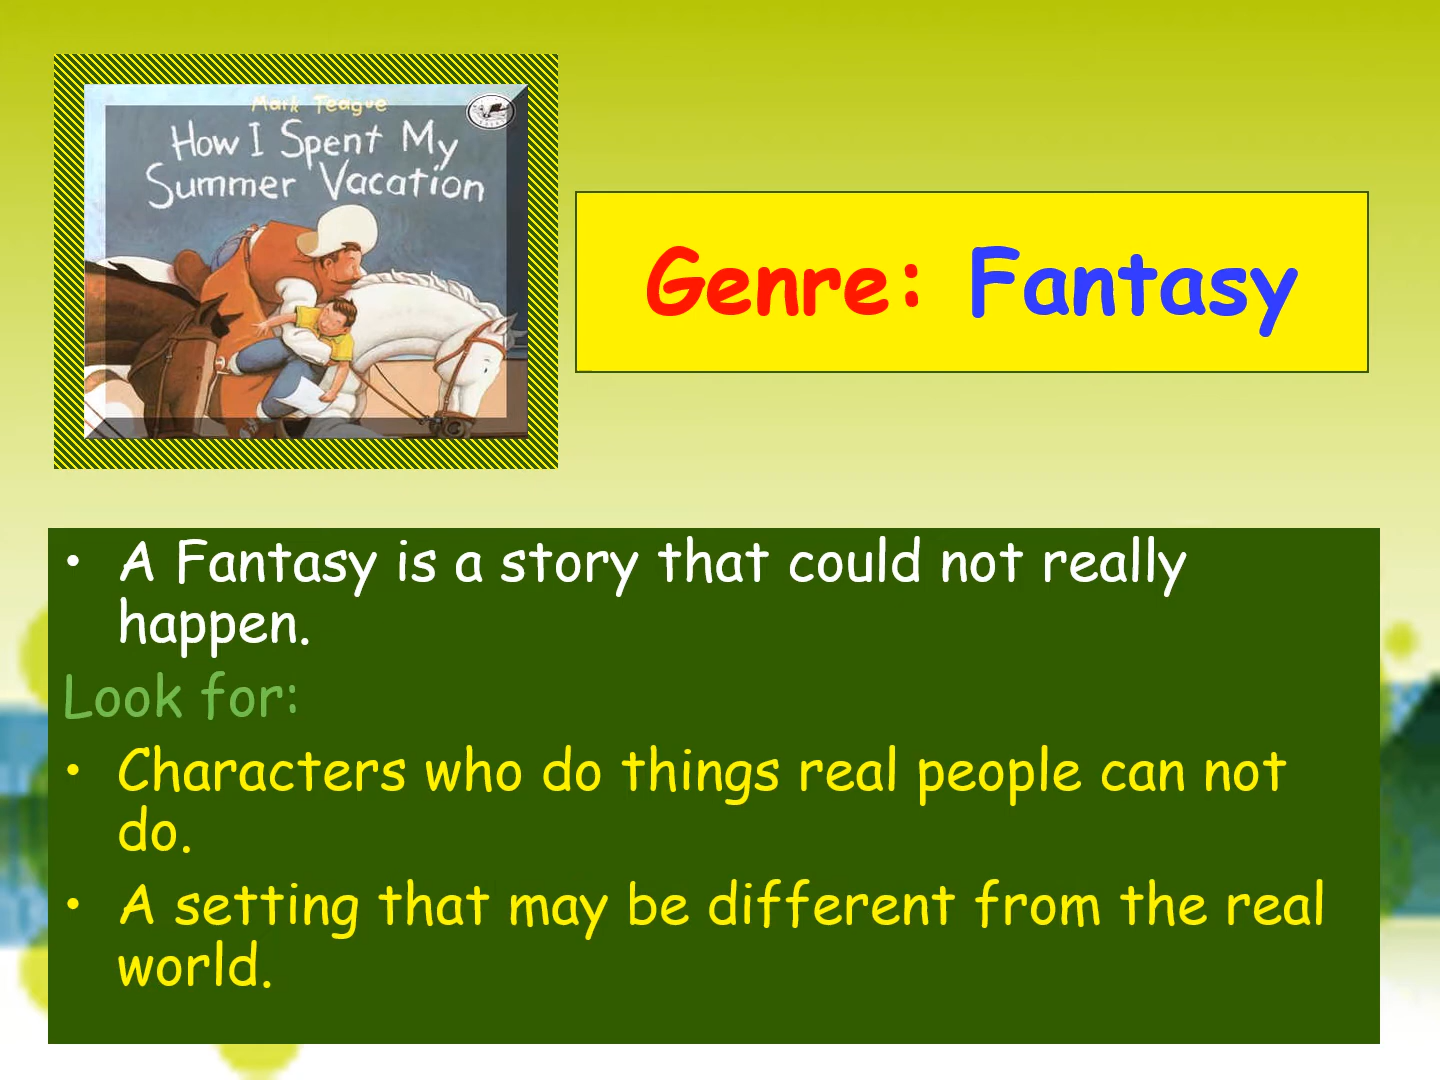 Mark Teague
How I Spent My
Summer Vacation
Genre: Fantasy
• A Fantasy is a story that could not really
happen.
Look for:
• Characters who do things real people can not
do.
• A setting that may be different from the real
world.